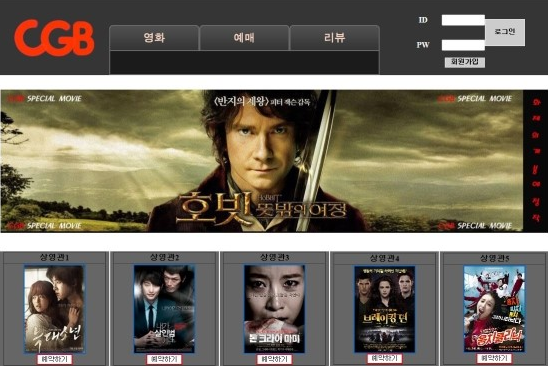 CGB
영화 예매 리뷰
ID
로그인
PW
회원가입
CGB SPECIAL MOVIE
〈반지의 제왕〉 피터 잭슨 감독
CGB SPECIAL MOVIE
호빗 HOBBIT 뜻밖의 여정
CGB SPECIAL MOVIE
CGB SPECIAL MOVIE
상영관1 상영관2 상영관3 상영관4 상영관5
늑대소년
내가 살인범이다
돈 크라이 마미
브레이킹 던
음치클리닉
예약하기 예약하기 예약하기 예약하기 예약하기